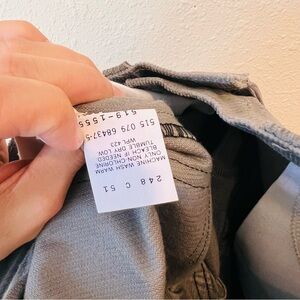 248 C 51
MACHINE WASH WARM
ONLY NON-CHLORINE
BLEACH IF NEEDED
TUMBLE DRY LOW
WPL 423
515 079 68437-5